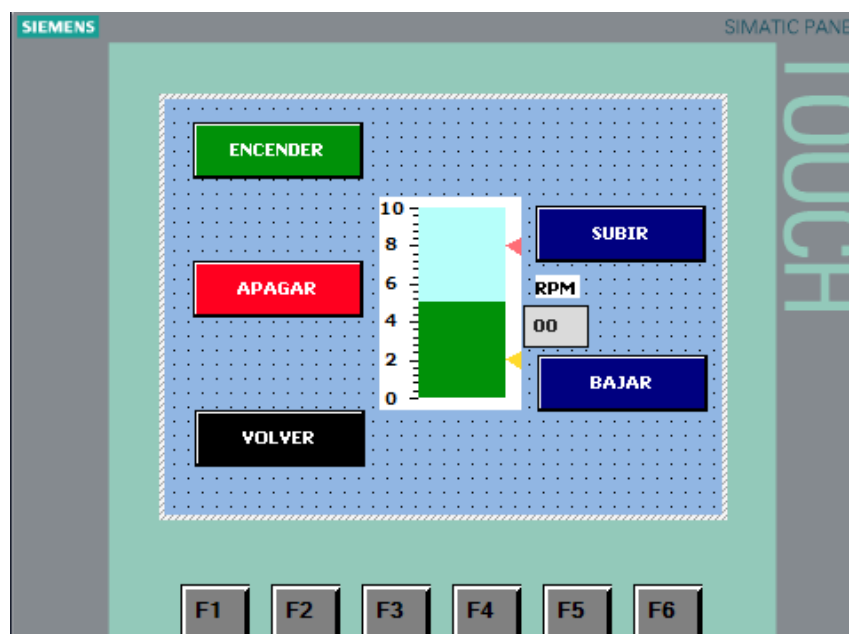 SIEMENS
SIMATIC PANE
TOUCH
ENCENDER
10
8
6
4
2
0
SUBIR
APAGAR
RPM
00
BAJAR
VOLVER
F1 F2 F3 F4 F5 F6